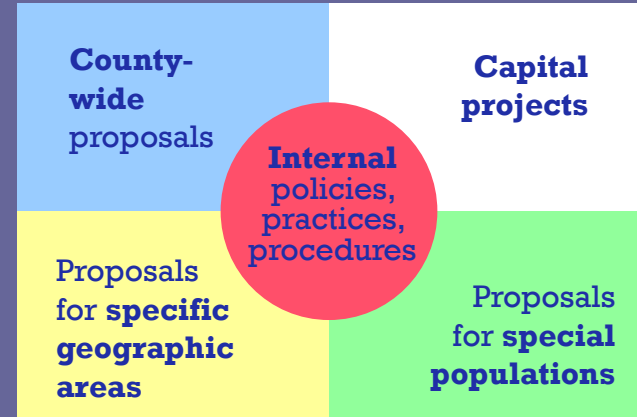 County-
wide
proposals
Capital
projects
Internal
policies,
practices,
procedures
Proposals
for specific
geographic
areas
Proposals
for special
populations